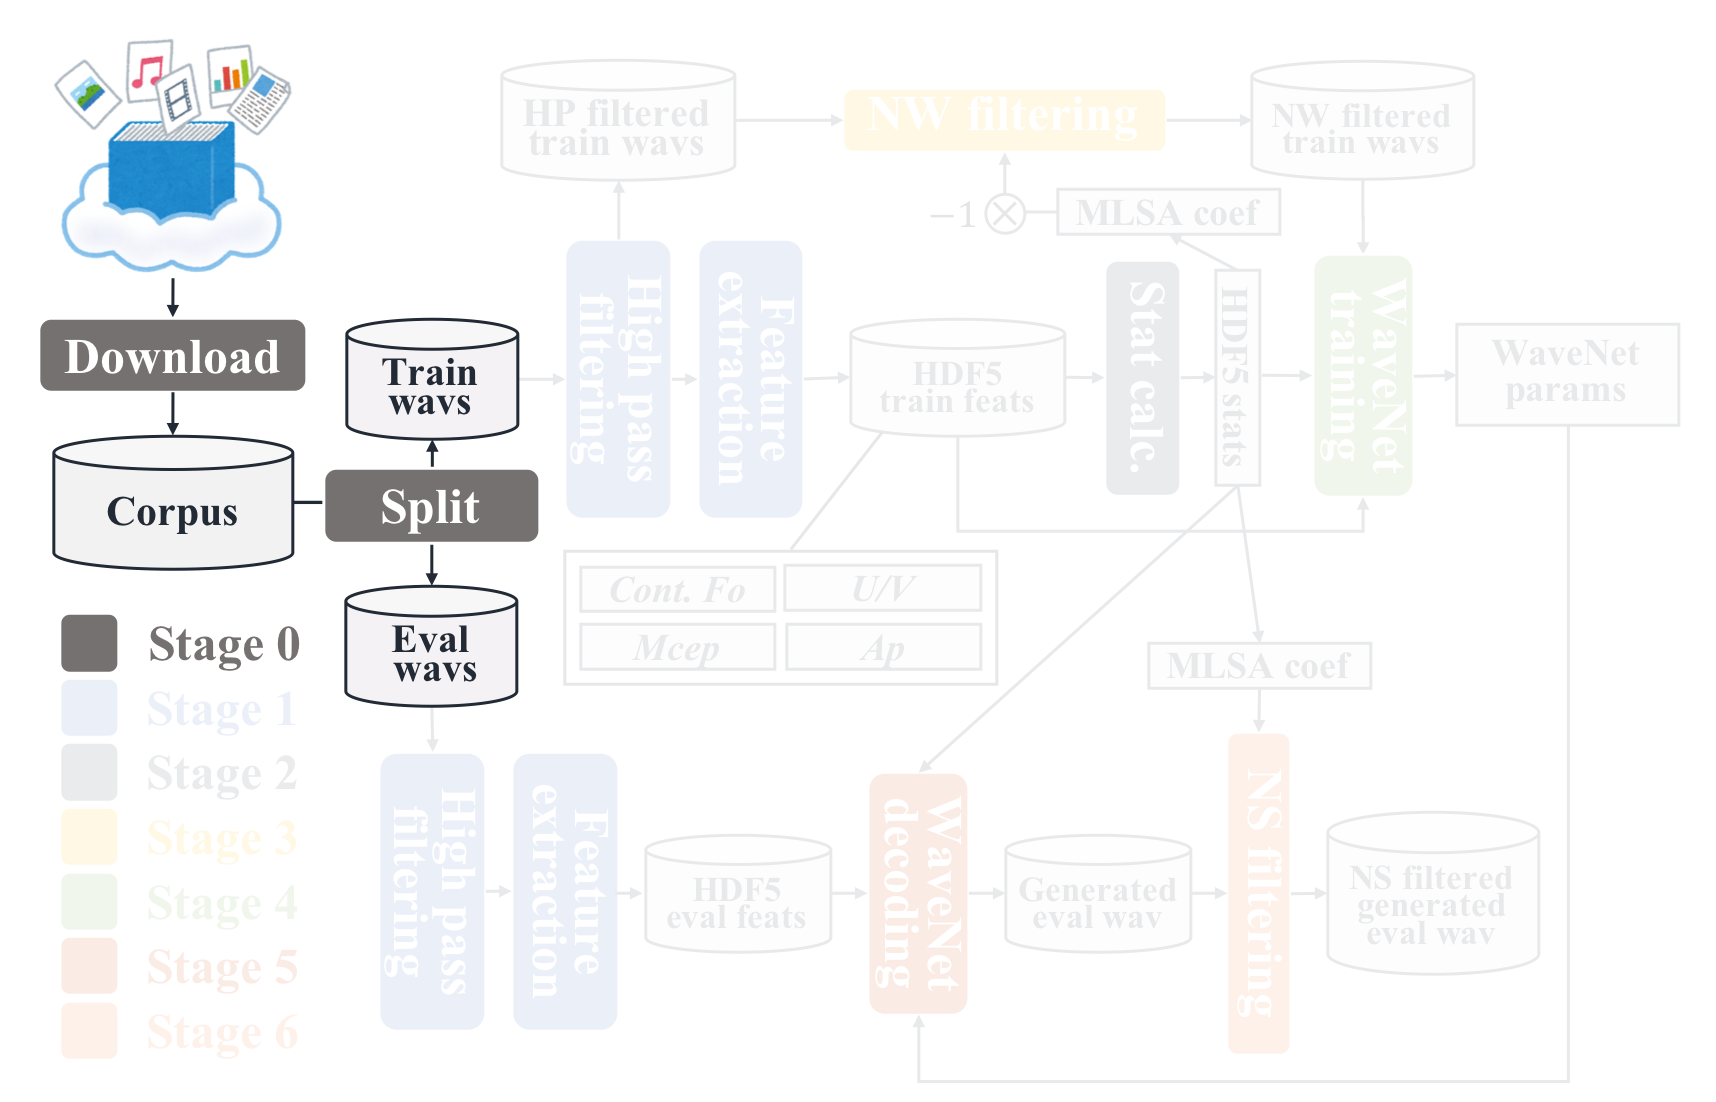 HP filtered
train wavs
NW filtering
NW filtered
train wavs
−1
MLSA coef
High pass
filtering
Feature
extraction
Stat calc.
HDF5 stats
WaveNet
training
Download
Train
wavs
HDF5
train feats
WaveNet
params
Corpus
Split
Cont. Fo
U/V
Mcep
Ap
Eval
wavs
MLSA coef
Stage 0
Stage 1
Stage 2
Stage 3
Stage 4
Stage 5
Stage 6
High pass
filtering
Feature
extraction
HDF5
eval feats
WaveNet
decoding
Generated
eval wav
NS filtering
NS filtered
generated
eval wav